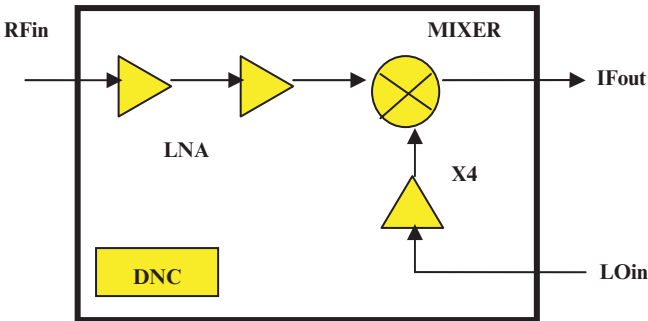 RFin
MIXER
IFout
LNA
X4
DNC
LOin